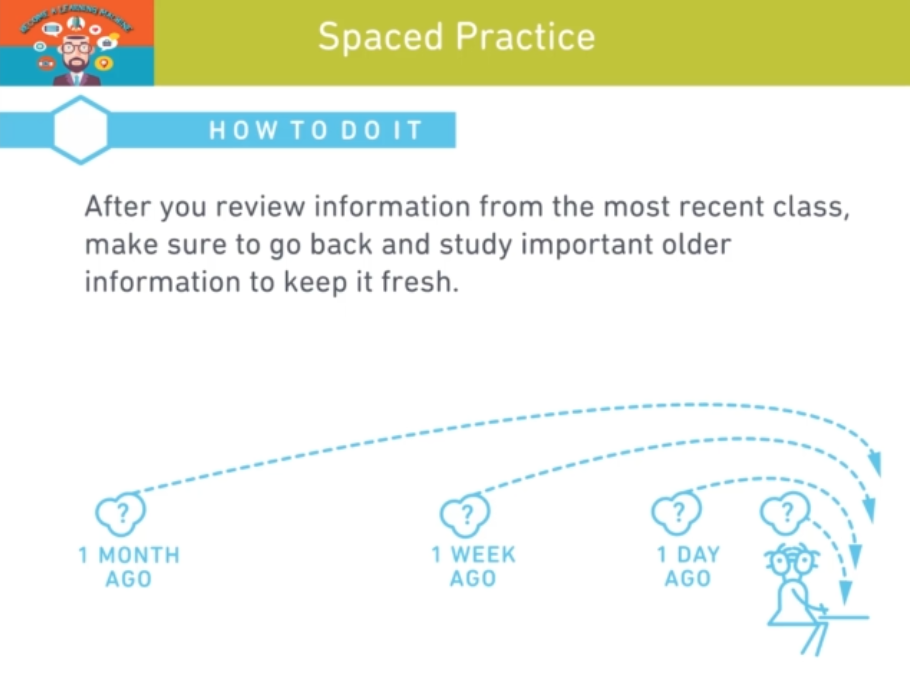 BECOME A LEARNING MACHINE
Spaced Practice
HOW TO DO IT
After you review information from the most recent class,
make sure to go back and study important older
information to keep it fresh.
? ? ? ?
1 MONTH 1 WEEK 1 DAY
AGO AGO AGO